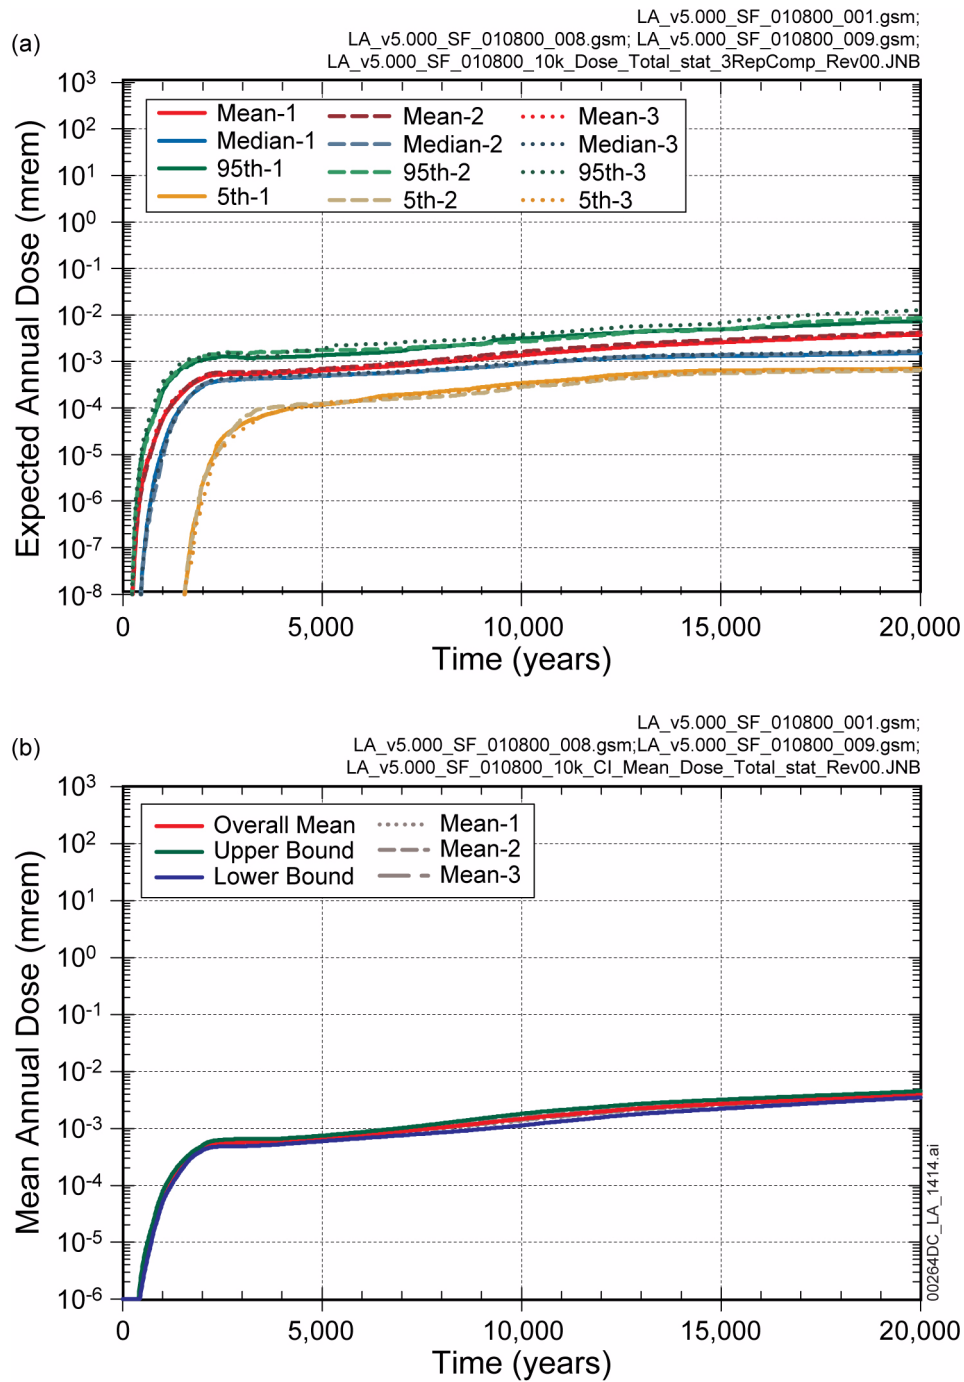 LA_v5.000_SF_010800_001.gsm;
(a)
LA_v5.000_SF_010800_008.gsm; LA_v5.000_SF_010800_009.gsm;
LA_v5.000_SF_010800_10k_Dose_Total_stat_3RepComp_Rev00.JNB
Expected Annual Dose (mrem)
10³
10²
10¹
10⁰
10⁻¹
10⁻²
10⁻³
10⁻⁴
10⁻⁵
10⁻⁶
10⁻⁷
10⁻⁸
Mean-1 Mean-2 Mean-3
Median-1 Median-2 Median-3
95th-1 95th-2 95th-3
5th-1 5th-2 5th-3
0 5,000 10,000 15,000 20,000
Time (years)
LA_v5.000_SF_010800_001.gsm;
(b)
LA_v5.000_SF_010800_008.gsm;LA_v5.000_SF_010800_009.gsm;
LA_v5.000_SF_010800_10k_CI_Mean_Dose_Total_stat_Rev00.JNB
Mean Annual Dose (mrem)
10³
10²
10¹
10⁰
10⁻¹
10⁻²
10⁻³
10⁻⁴
10⁻⁵
10⁻⁶
Overall Mean Mean-1
Upper Bound Mean-2
Lower Bound Mean-3
0 5,000 10,000 15,000 20,000
Time (years)
00264DC_LA_1414.ai